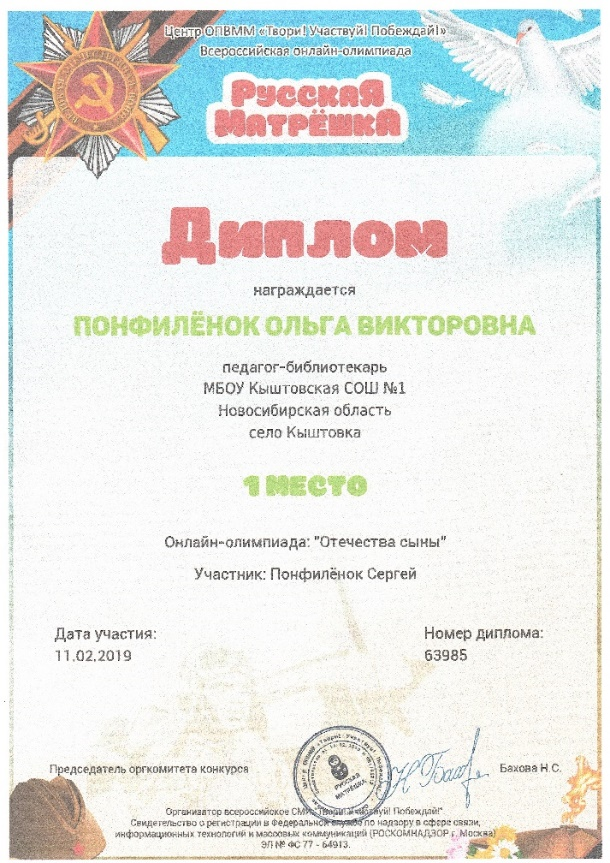 Центр ОПВММ «Твори! Участвуй! Побеждай!»
Всероссийская онлайн-олимпиада
Русская
Матрёшка
Диплом
награждается
ПОНФИЛЁНОК ОЛЬГА ВИКТОРОВНА
педагог-библиотекарь
МБОУ Кыштовская СОШ №1
Новосибирская область
село Кыштовка
1 МЕСТО
Онлайн-олимпиада: "Отечества сыны"
Участник: Понфилёнок Сергей
Дата участия:
11.02.2019
Номер диплома:
63985
Председатель оргкомитета конкурса
РУССКАЯ
МАТРЁШКА
Бахова Н.С.
Организатор всероссийское СМИ "Твори! Участвуй! Побеждай!"
Свидетельство о регистрации в Федеральной службе по надзору в сфере связи,
информационных технологий и массовых коммуникаций (РОСКОМНАДЗОР г. Москва)
ЭЛ № ФС 77 - 64913.